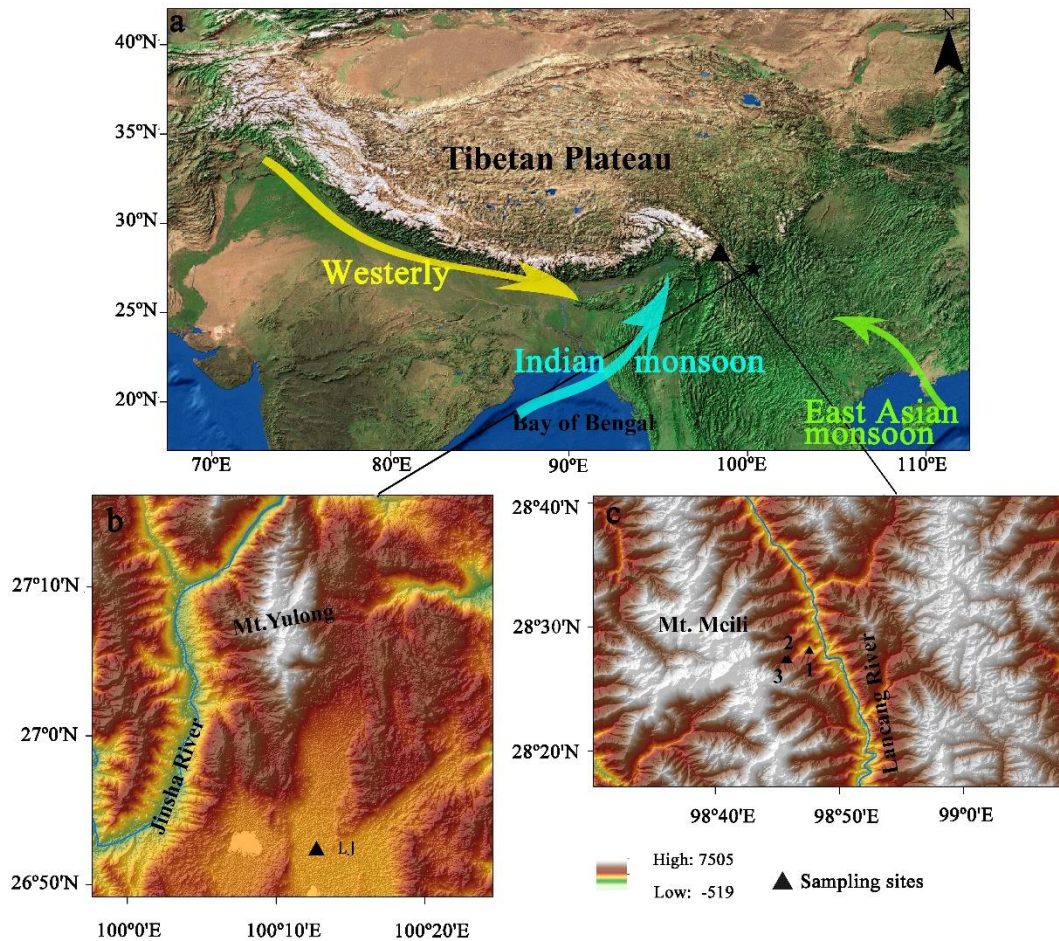 a
N
40°N
35°N
30°N
25°N
20°N
Tibetan Plateau
Westerly
Indian monsoon
Bay of Bengal
East Asian
monsoon
70°E
80°E
90°E
100°E
110°E
b
27°10'N
27°0'N
26°50'N
Mt.Yulong
Jinsha River
LJ
100°0'E
100°10'E
100°20'E
c
28°40'N
28°30'N
28°20'N
Mt. Meili
2
3
1
Lancang River
98°40'E
98°50'E
99°0'E
High: 7505
Low: -519
Sampling sites